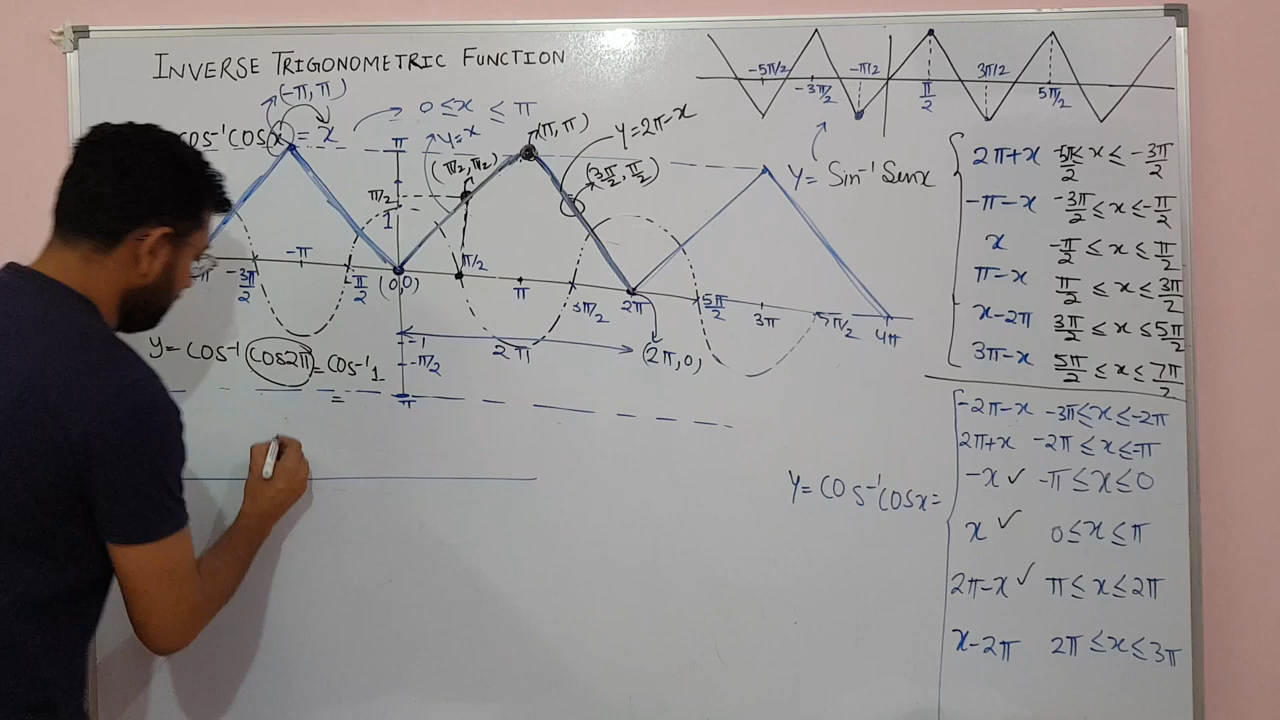 INVERSE TRIGONOMETRIC FUNCTION
-5π/2 -3π/2 -π/2 π/2 3π/2 5π/2
y = Sin⁻¹ Sinx
(-π, π)
cos⁻¹cosx = x
0 ≤ x ≤ π
y=x
(π/2, π/2)
(π, π)
y=2π-x
(3π/2, π/2)
π
π/2
1
-3π/2 -π -π/2 (0,0) π/2 π 3π/2 2π 5π/2 3π 7π/2 4π
2π
(2π,0)
-1
-π/2
π
y = cos⁻¹ cos2π = cos⁻¹1
=
2π+x -5π/2 ≤ x ≤ -3π/2
-π-x -3π/2 ≤ x ≤ -π/2
x -π/2 ≤ x ≤ π/2
π-x π/2 ≤ x ≤ 3π/2
x-2π 3π/2 ≤ x ≤ 5π/2
3π-x 5π/2 ≤ x ≤ 7π/2
y = cos⁻¹cosx =
-2π-x -3π ≤ x ≤ -2π
2π+x -2π ≤ x ≤ -π
-x ✓ -π ≤ x ≤ 0
x ✓ 0 ≤ x ≤ π
2π-x ✓ π ≤ x ≤ 2π
x-2π 2π ≤ x ≤ 3π